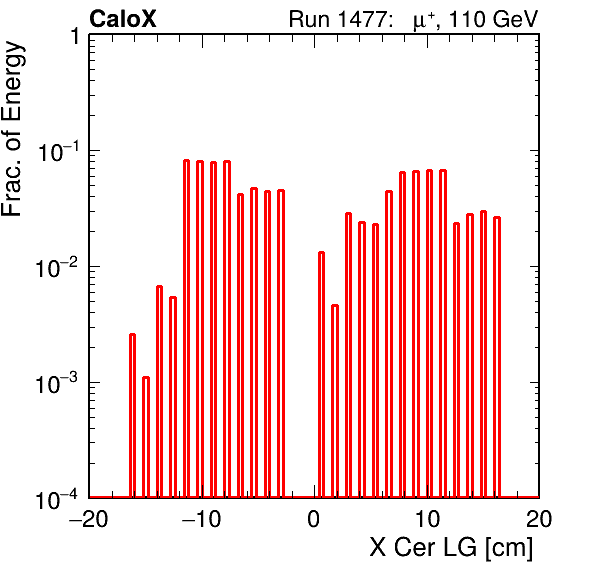 CaloX Run 1477: μ⁺, 110 GeV
Frac. of Energy
1
10⁻¹
10⁻²
10⁻³
10⁻⁴
−20 −10 0 10 20
X Cer LG [cm]